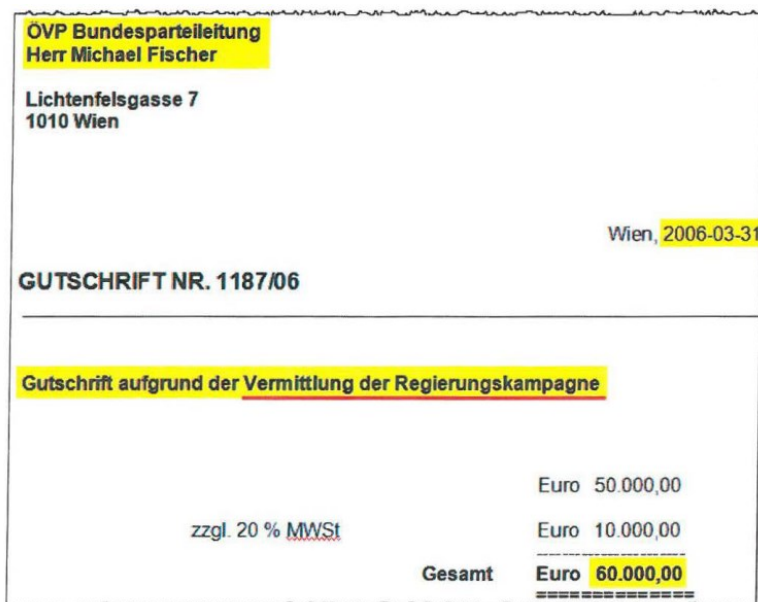 ÖVP Bundesparteileitung
Herr Michael Fischer
Lichtenfelsgasse 7
1010 Wien
Wien, 2006-03-31
GUTSCHRIFT NR. 1187/06
Gutschrift aufgrund der Vermittlung der Regierungskampagne
Euro 50.000,00
zzgl. 20 % MWSt Euro 10.000,00
Gesamt Euro 60.000,00